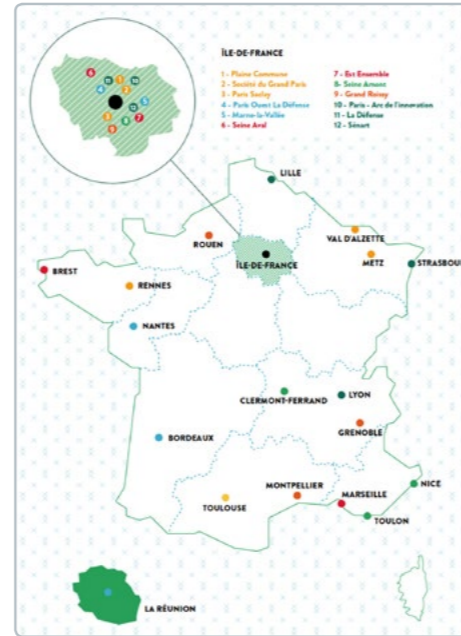 ÎLE-DE-FRANCE
1 - Plaine Commune
2 - Société du Grand Paris
3 - Paris Saclay
4 - Paris Ouest La Défense
5 - Marne-la-Vallée
6 - Seine Aval
7 - Est Ensemble
8- Seine Amont
9 - Grand Roissy
10 - Paris - Arc de l'innovation
11 - La Défense
12 - Sénart
LILLE
ROUEN
VAL D'ALZETTE
METZ
STRASBOUR
ÎLE-DE-FRANCE
BREST
RENNES
NANTES
CLERMONT-FERRAND
LYON
GRENOBLE
BORDEAUX
MONTPELLIER
MARSEILLE
NICE
TOULOUSE
TOULON
LA RÉUNION